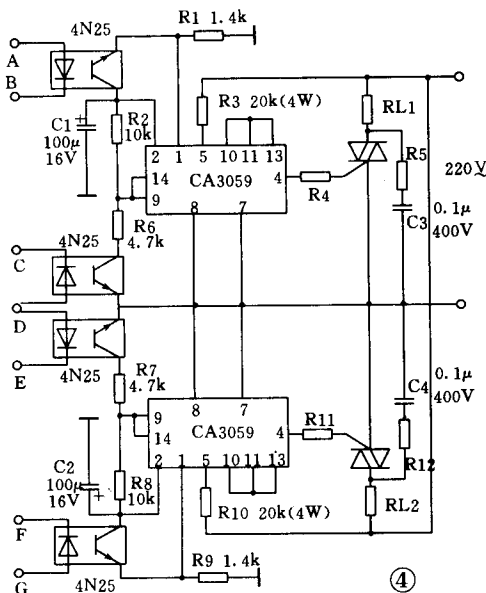 4N25
R1 1.4k
A
B
C1
100μ
16V
R2
10k
R3 20k(4W)
RL1
2 1 5 10 11 13
14
9
CA3059
4
8 7
R4
R5
220V
C3
0.1μ
400V
R6
4.7k
4N25
C
D
E
4N25
R7
4.7k
C4
0.1μ
400V
9
14
8 7
CA3059
4
2 1 5 10 11 13
R11
R12
C2
100μ
16V
R8
10k
R10 20k(4W)
RL2
F
G
4N25
R9 1.4k
④